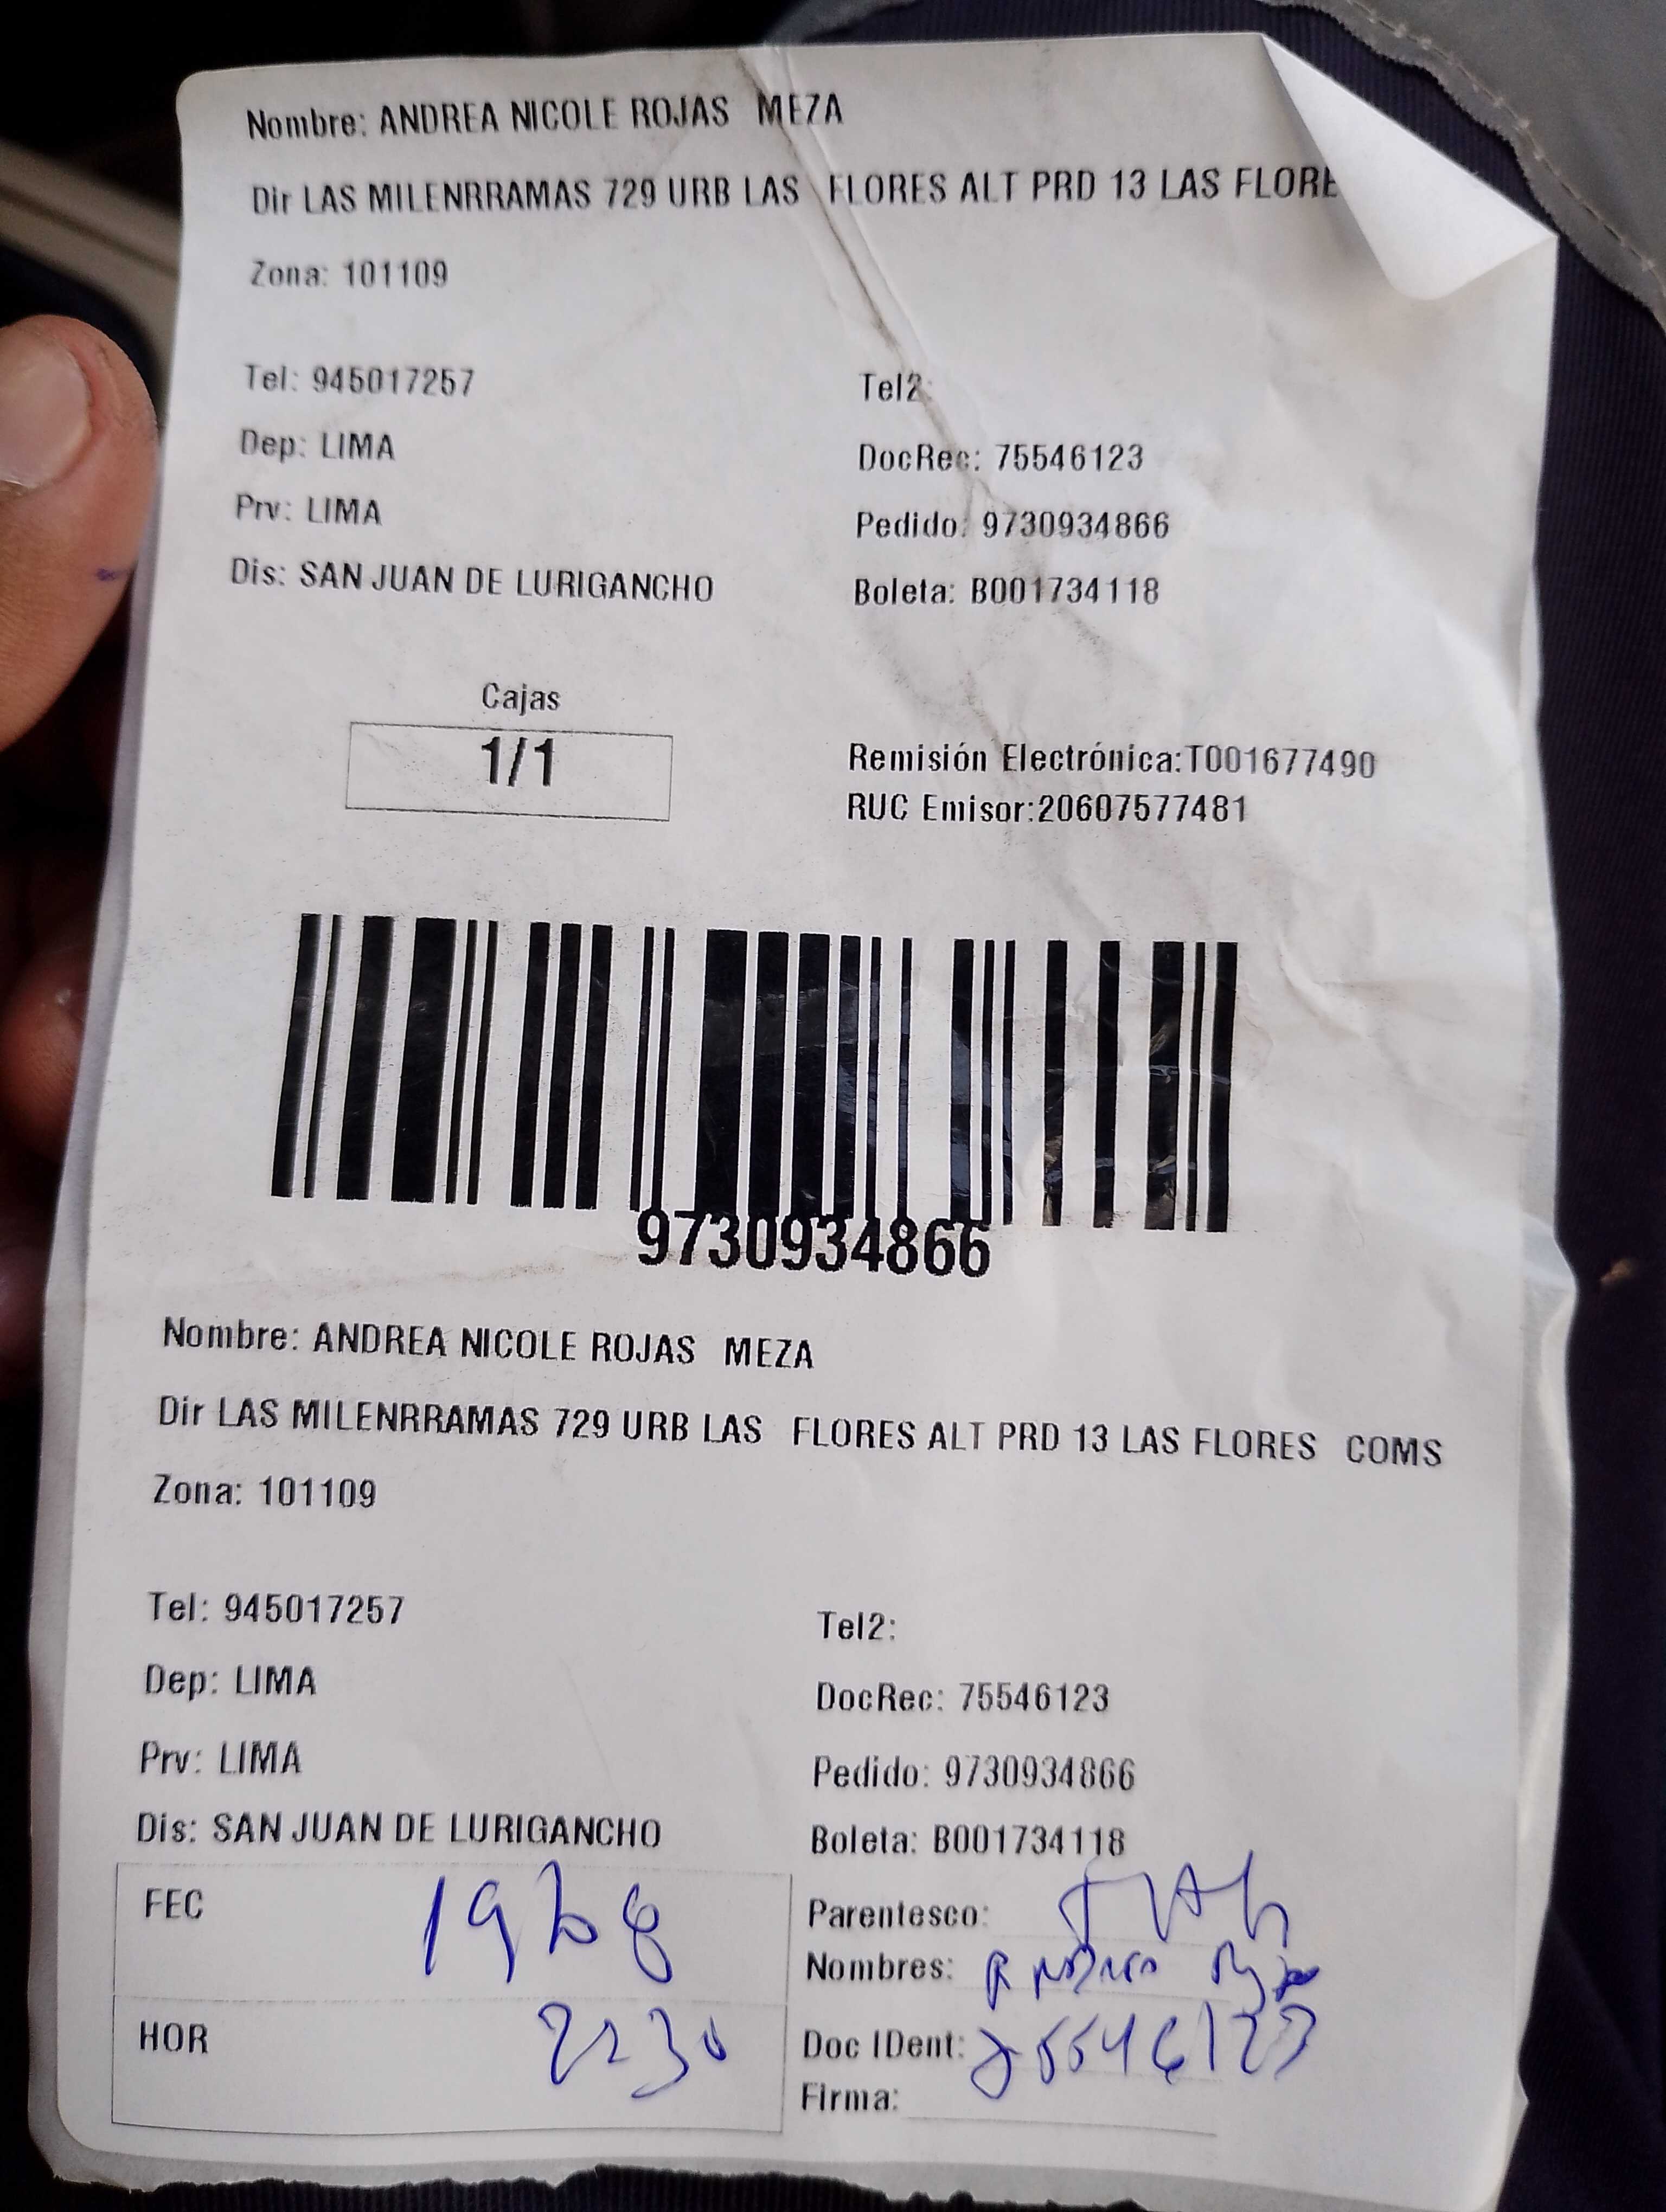 Nombre: ANDREA NICOLE ROJAS MEZA
Dir LAS MILENRRAMAS 729 URB LAS FLORES ALT PRD 13 LAS FLORE
Zona: 101109
Tel: 945017257 Tel2:
Dep: LIMA DocRec: 75546123
Prv: LIMA Pedido: 9730934866
Dis: SAN JUAN DE LURIGANCHO Boleta: B001734118
Cajas
1/1
Remisión Electrónica:T001677490
RUC Emisor:20607577481
9730934866
Nombre: ANDREA NICOLE ROJAS MEZA
Dir LAS MILENRRAMAS 729 URB LAS FLORES ALT PRD 13 LAS FLORES COMS
Zona: 101109
Tel: 945017257 Tel2:
Dep: LIMA DocRec: 75546123
Prv: LIMA Pedido: 9730934866
Dis: SAN JUAN DE LURIGANCHO Boleta: B001734118
FEC Parentesco:
Nombres:
HOR 2230 Doc IDent: 75546123
Firma: